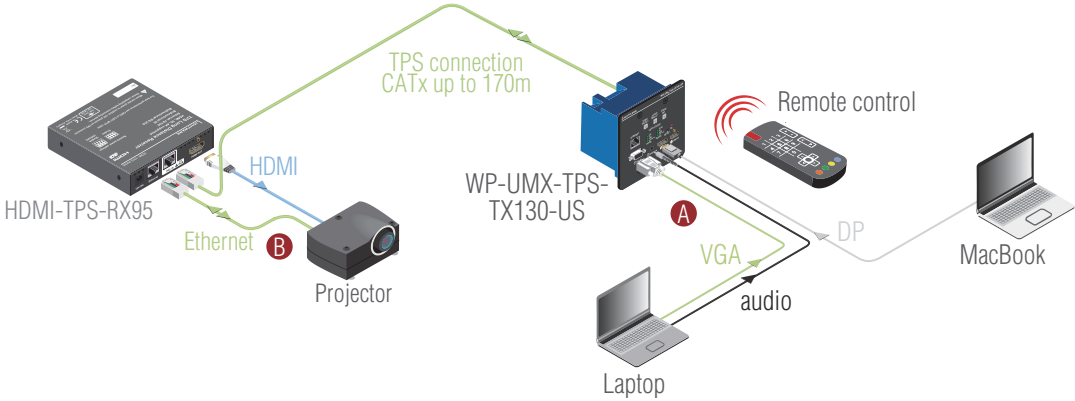 TPS connection
CATx up to 170m
Remote control
HDMI
WP-UMX-TPS-
TX130-US
HDMI-TPS-RX95
A
Ethernet
B
DP
VGA
MacBook
Projector
audio
Laptop